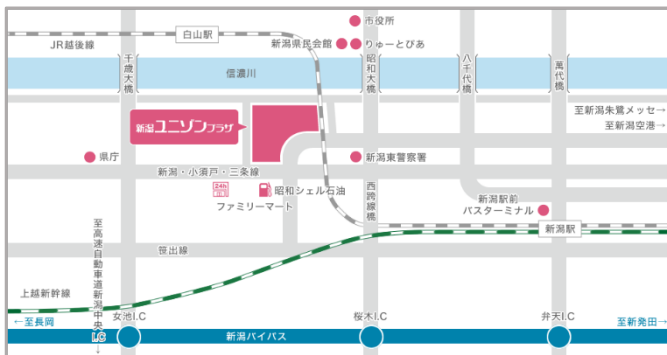 市役所
白山駅
JR越後線
新潟県民会館
りゅーとぴあ
千歳大橋
信濃川
昭和大橋
八千代橋
萬代橋
至新潟朱鷺メッセ→
至新潟空港→
新潟ユニゾンプラザ
県庁
新潟東警察署
新潟・小須戸・三条線
24h
昭和シェル石油
ファミリーマート
西跨線橋
新潟駅前
バスターミナル
新潟駅
至高速自動車道新潟中央I.C→
笹出線
上越新幹線
←至長岡
女池I.C
桜木I.C
弁天I.C
至新発田→
新潟バイパス